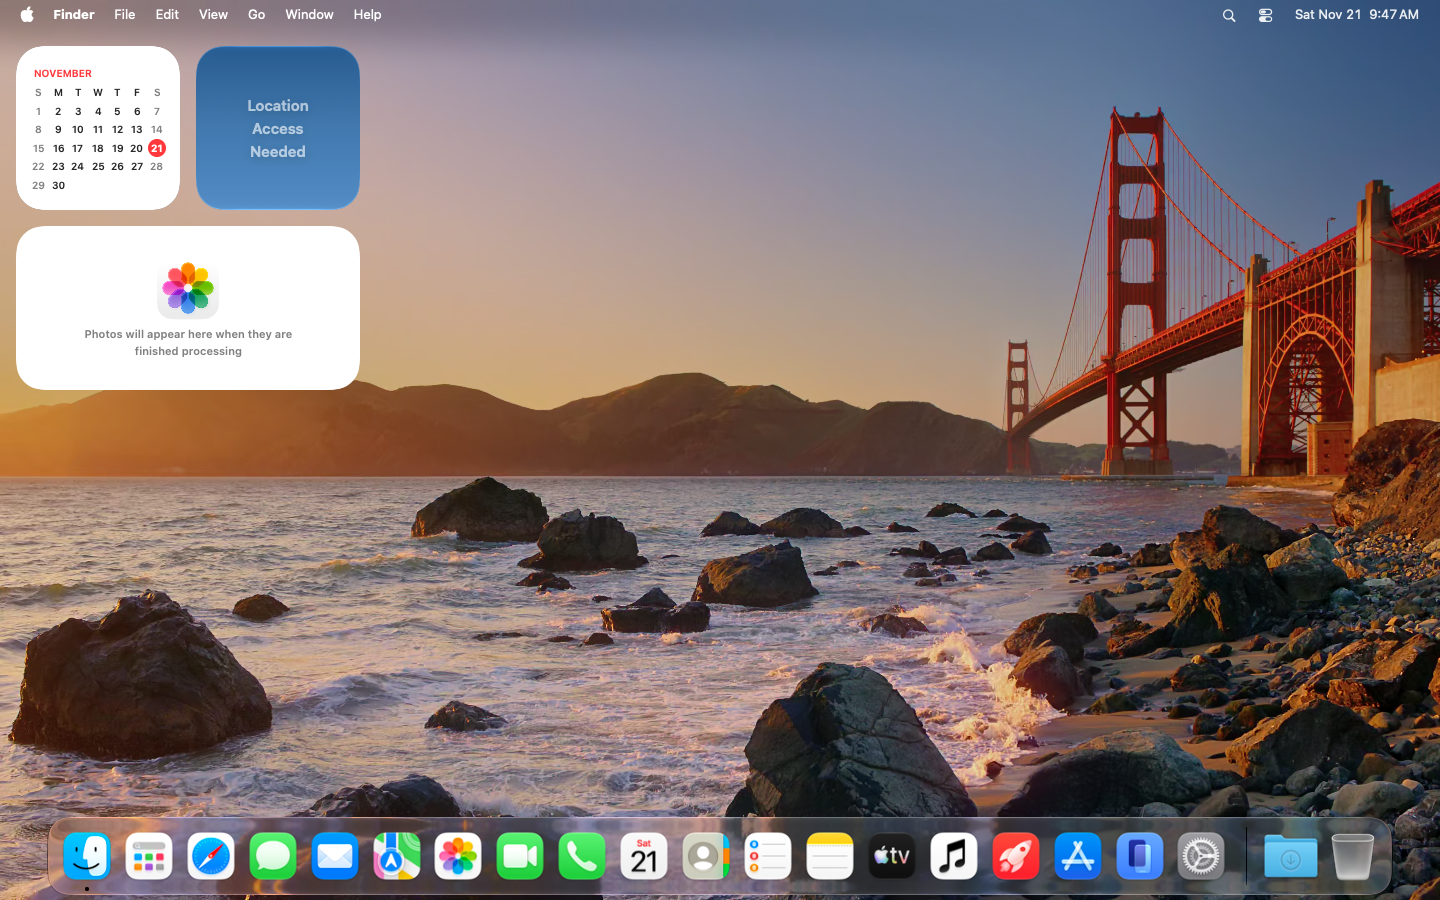 Finder File Edit View Go Window Help
Sat Nov 21 9:47 AM
NOVEMBER
S M T W T F S
1 2 3 4 5 6 7
8 9 10 11 12 13 14
15 16 17 18 19 20 21
22 23 24 25 26 27 28
29 30
Location
Access
Needed
Photos will appear here when they are
finished processing
Sat
21
tv